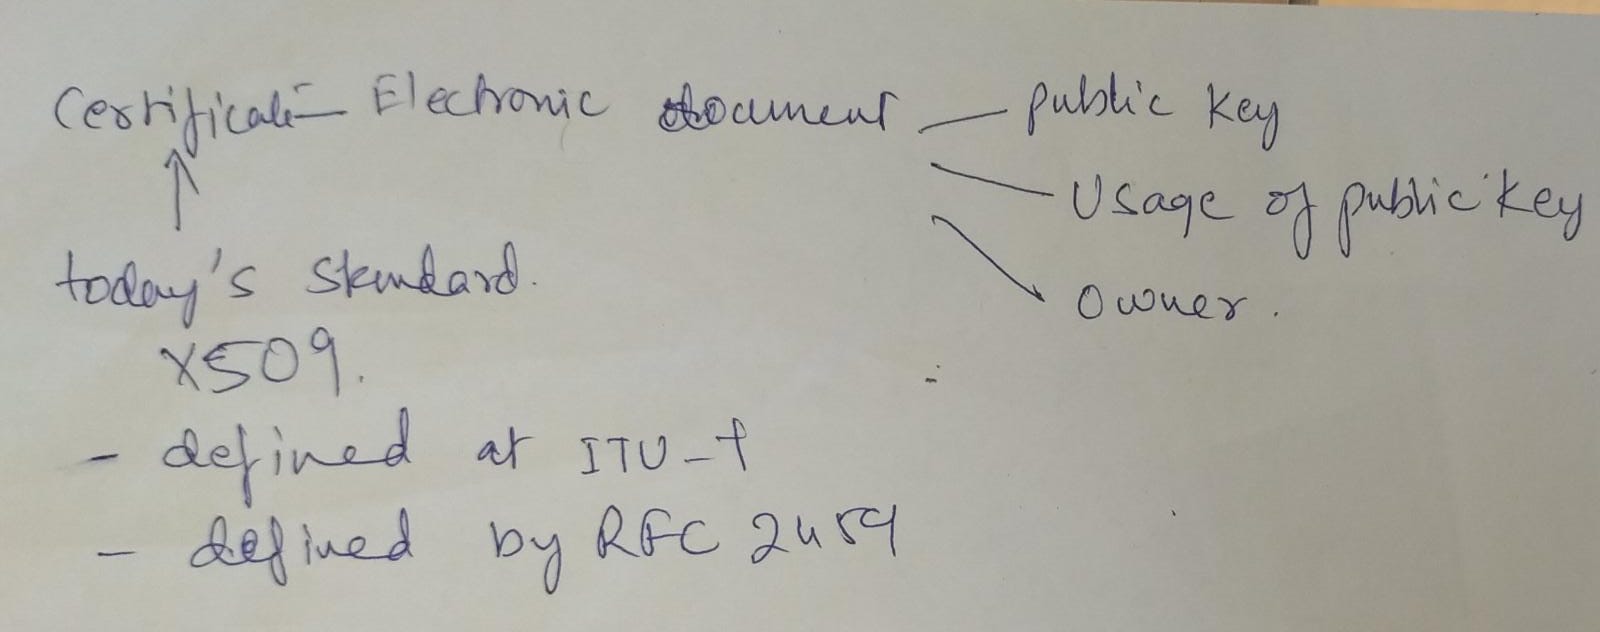 Certificate - Electronic document - public key
- Usage of public key
Owner.
today's standard.
X509.
- defined at ITU-T
- defined by RFC 2459